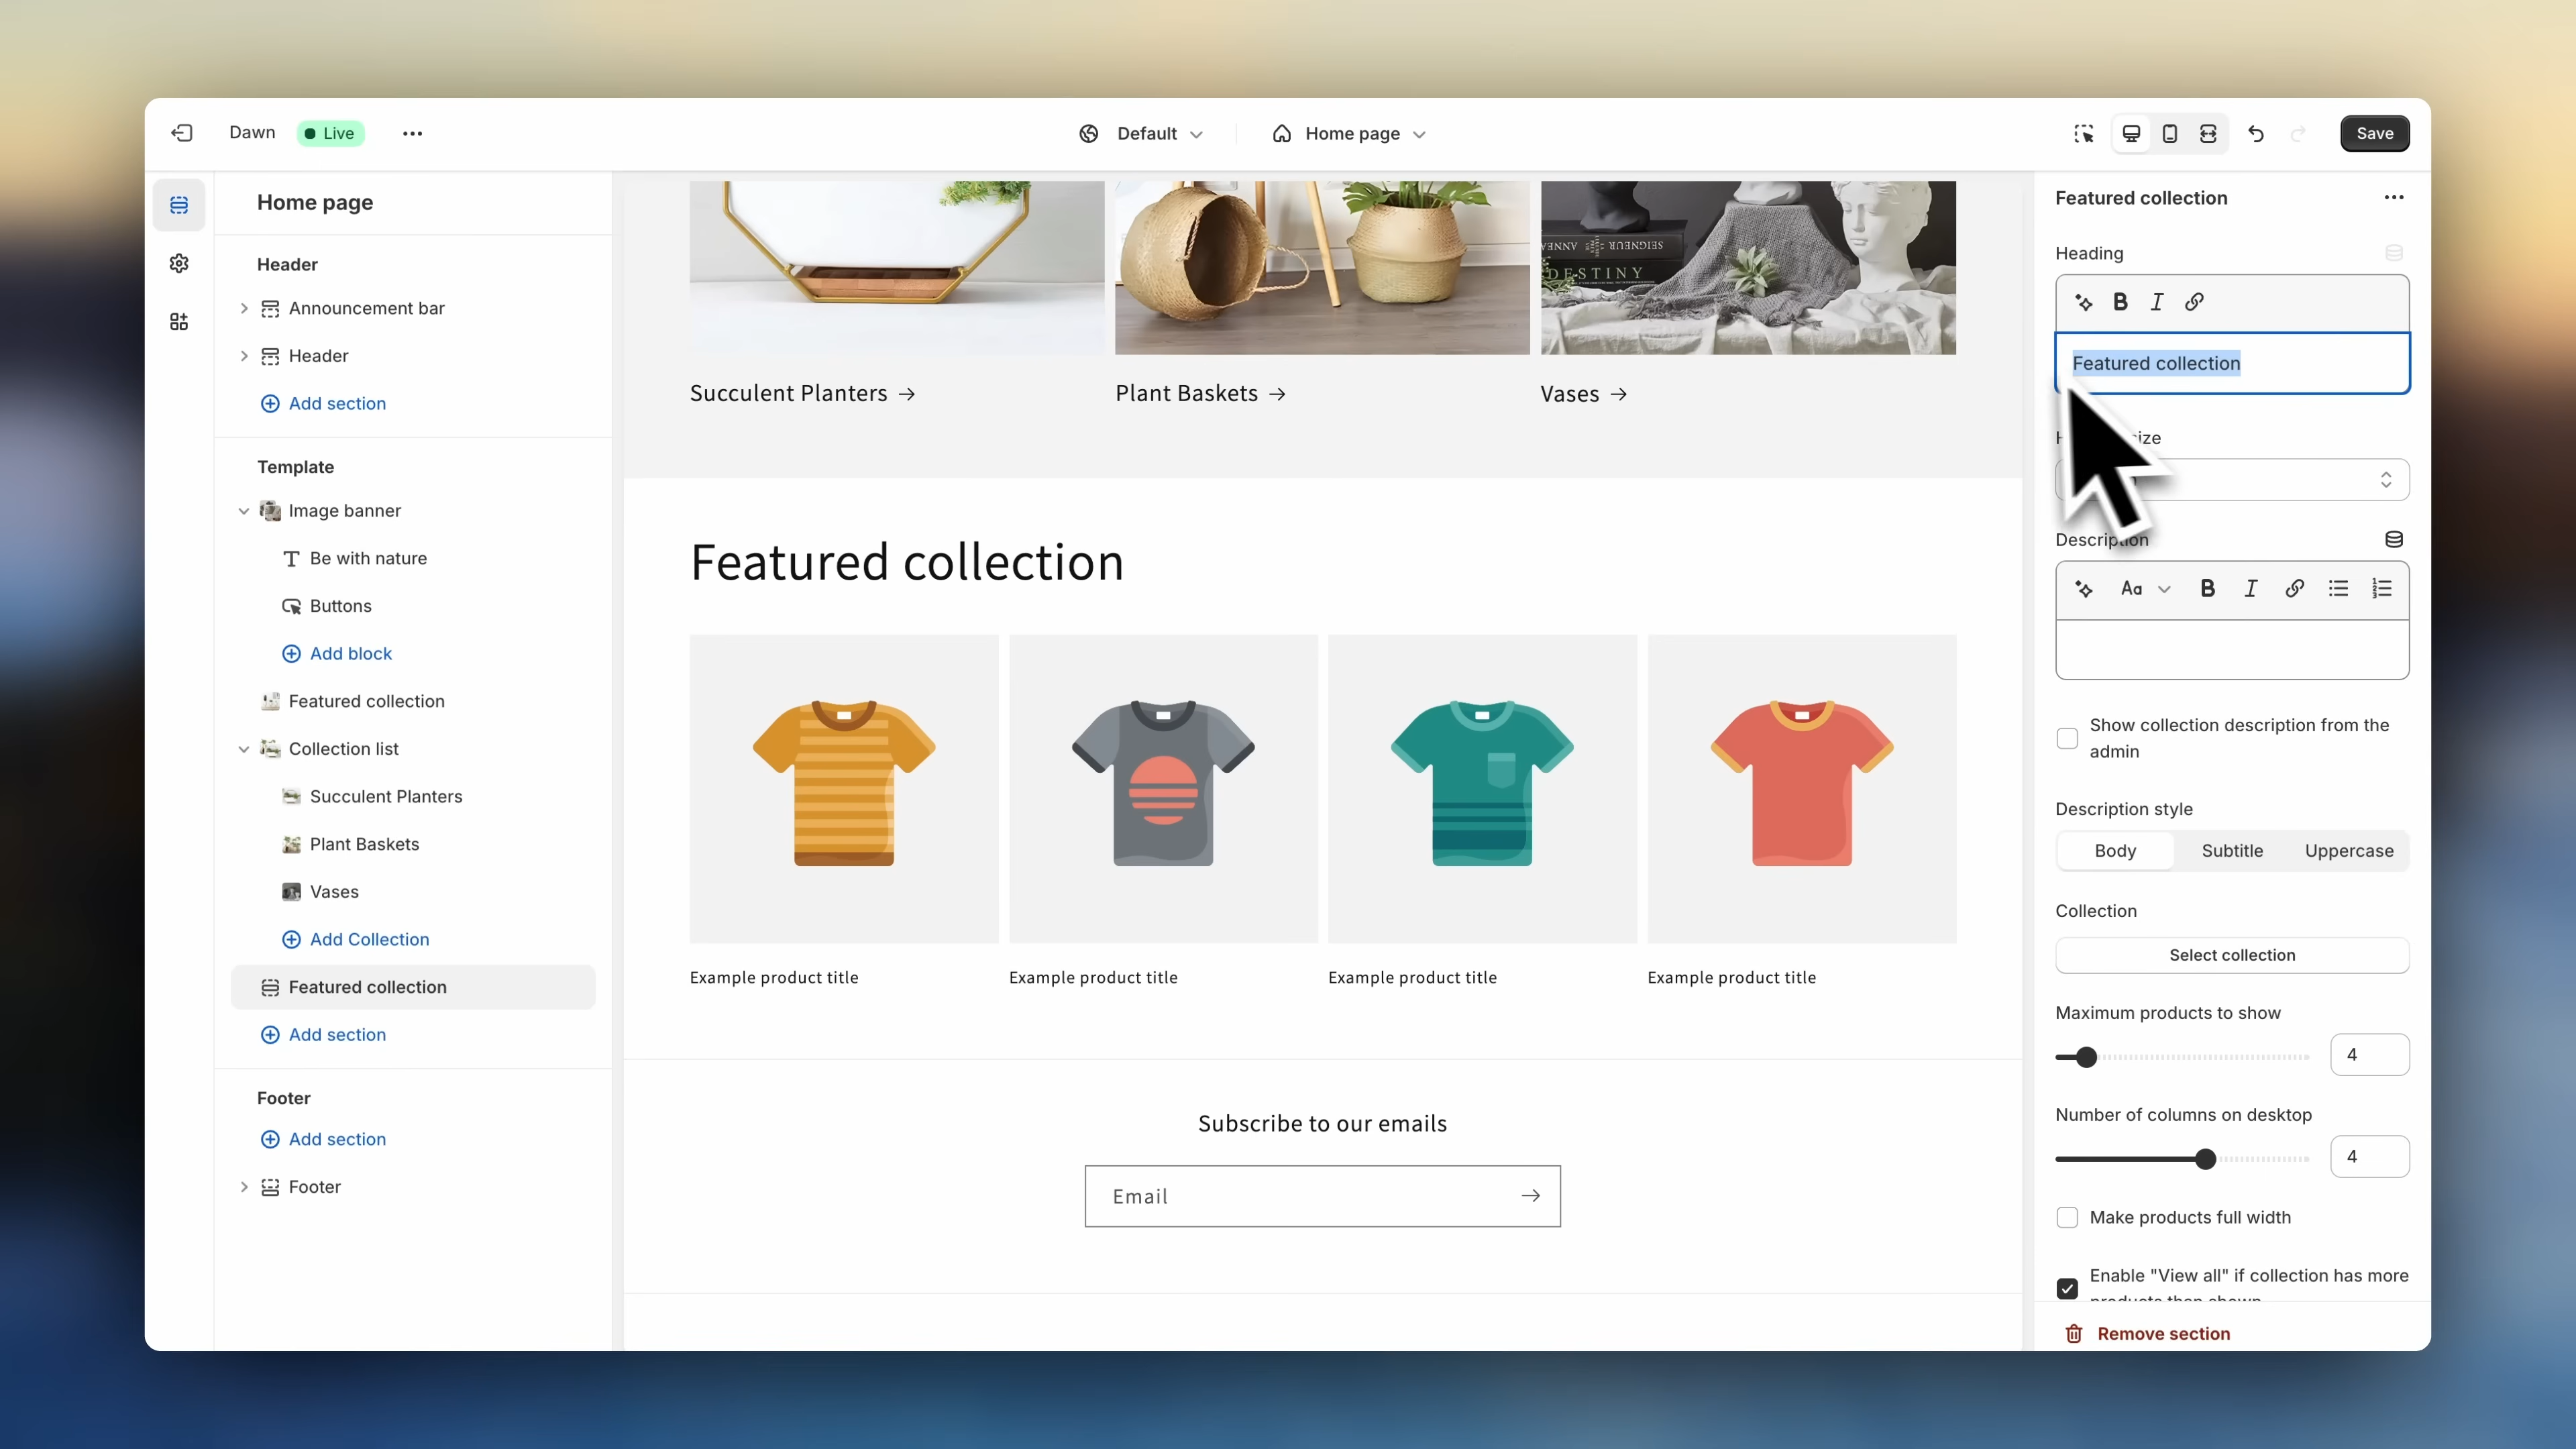 Dawn
Live
Default
Home page
Save
Home page
Header
Announcement bar
Header
Add section
Template
Image banner
Be with nature
Buttons
Add block
Featured collection
Collection list
Succulent Planters
Plant Baskets
Vases
Add Collection
Featured collection
Add section
Footer
Add section
Footer
DESTINY
SEIGNEUR
Succulent Planters →
Plant Baskets →
Vases →
Featured collection
Example product title
Example product title
Example product title
Example product title
Subscribe to our emails
Email
Featured collection
Heading
B I
Featured collection
Description
Aa B I
Show collection description from the
admin
Description style
Body
Subtitle
Uppercase
Collection
Select collection
Maximum products to show
4
Number of columns on desktop
4
Make products full width
Enable "View all" if collection has more
Remove section